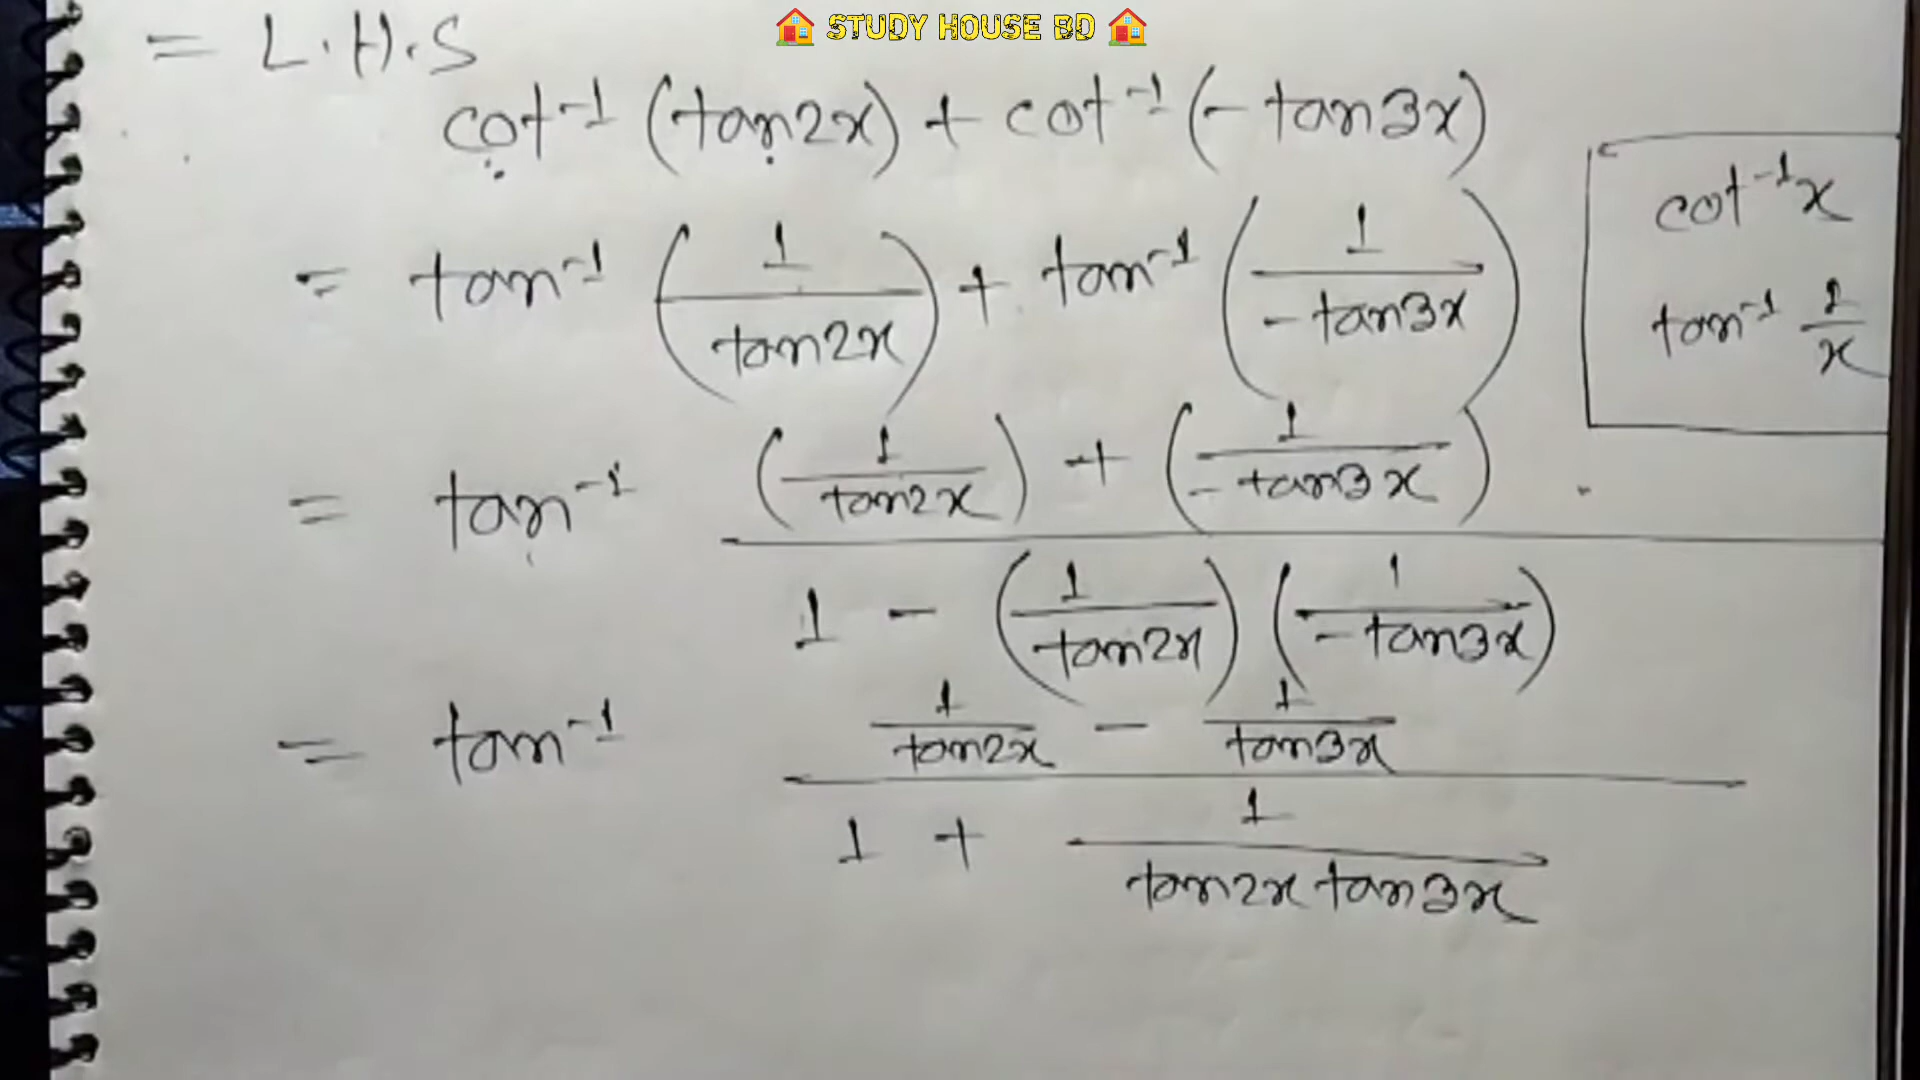 🏠 STUDY HOUSE BD 🏠
= L.H.S
cot⁻¹ (tan2x) + cot⁻¹ (- tan3x)
= tan⁻¹ (1/tan2x) + tan⁻¹ (1/-tan3x)
cot⁻¹x
tan⁻¹ 1/x
= tan⁻¹ ((1/tan2x) + (1/-tan3x)) / (1 - (1/tan2x) (1/-tan3x))
= tan⁻¹ (1/tan2x - 1/tan3x) / (1 + 1/(tan2x tan3x))